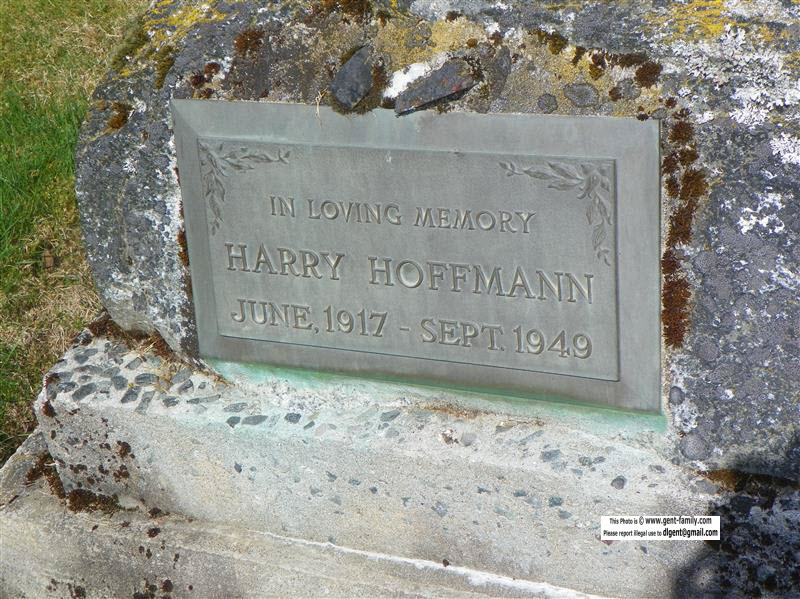 IN LOVING MEMORY
HARRY HOFFMANN
JUNE, 1917 - SEPT. 1949
This Photo is © www.gent-family.com
Please report illegal use to dlgent@gmail.com